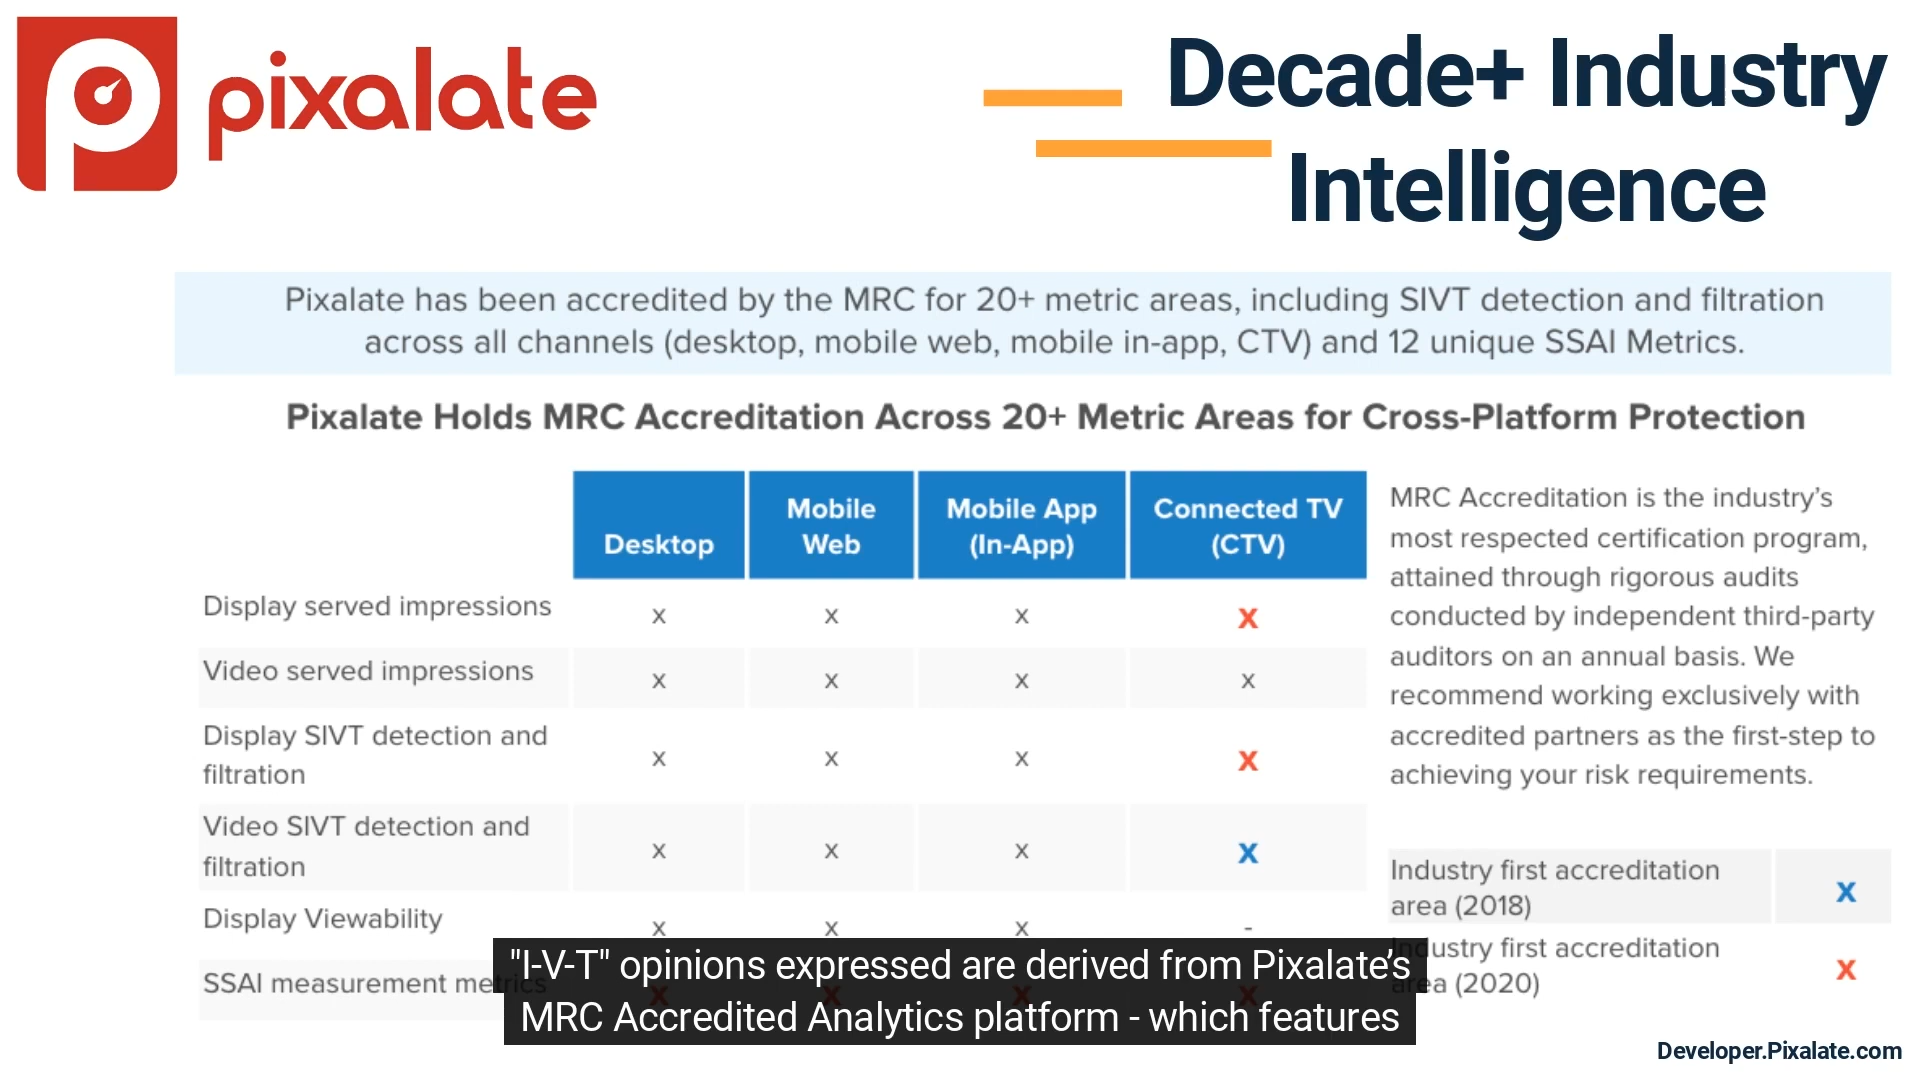 pixalate
Decade+ Industry
Intelligence
Pixalate has been accredited by the MRC for 20+ metric areas, including SIVT detection and filtration
across all channels (desktop, mobile web, mobile in-app, CTV) and 12 unique SSAI Metrics.
Pixalate Holds MRC Accreditation Across 20+ Metric Areas for Cross-Platform Protection
Desktop
Mobile
Web
Mobile App
(In-App)
Connected TV
(CTV)
Display served impressions x x x x
Video served impressions x x x x
Display SIVT detection and
filtration x x x x
Video SIVT detection and
filtration x x x x
Display Viewability x x x -
SSAI measurement metrics x x x x
MRC Accreditation is the industry’s
most respected certification program,
attained through rigorous audits
conducted by independent third-party
auditors on an annual basis. We
recommend working exclusively with
accredited partners as the first-step to
achieving your risk requirements.
Industry first accreditation
area (2018) x
Industry first accreditation
area (2020) x
"I-V-T" opinions expressed are derived from Pixalate’s
MRC Accredited Analytics platform - which features
Developer.Pixalate.com